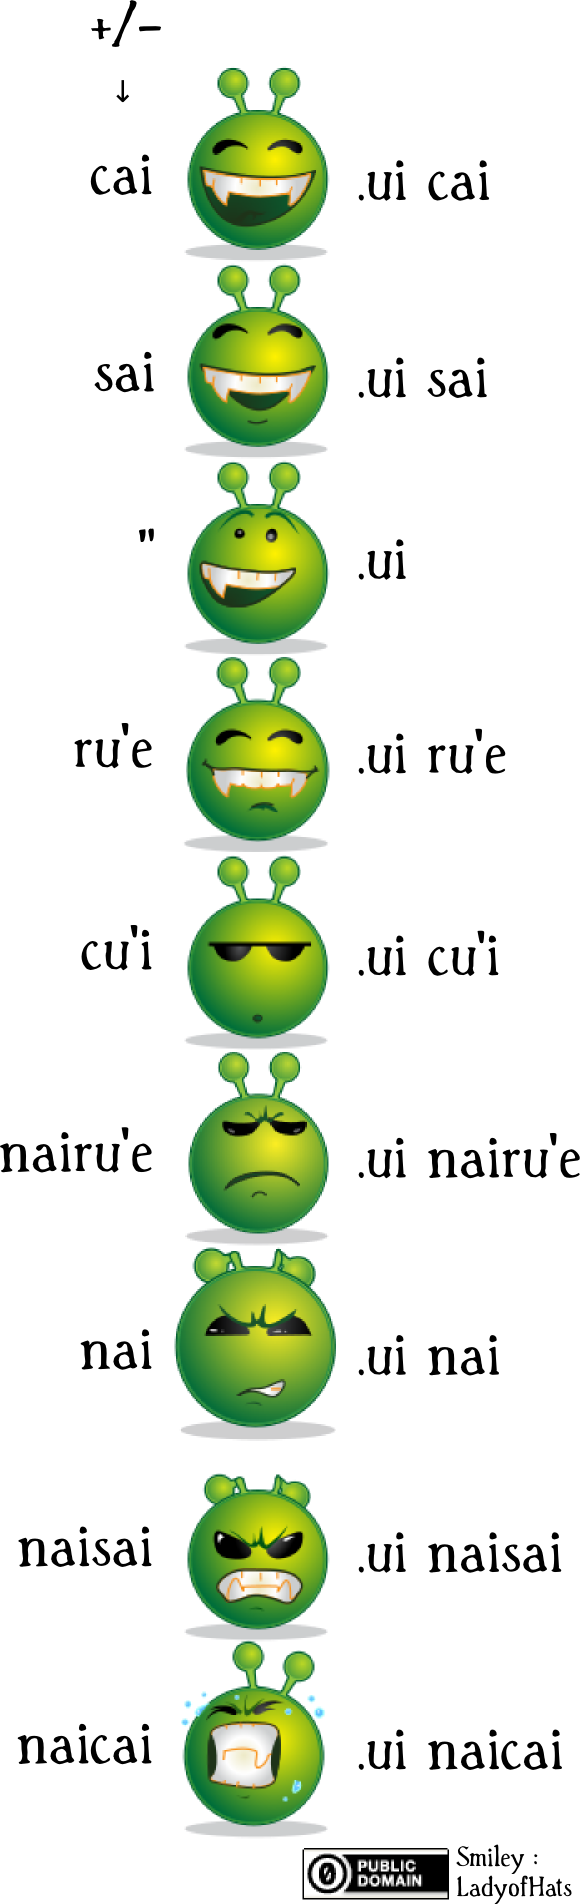 +/-
↓
cai .ui cai
sai .ui sai
" .ui
ru'e .ui ru'e
cu'i .ui cu'i
nairu'e .ui nairu'e
nai .ui nai
naisai .ui naisai
naicai .ui naicai
0 PUBLIC DOMAIN
Smiley :
LadyofHats